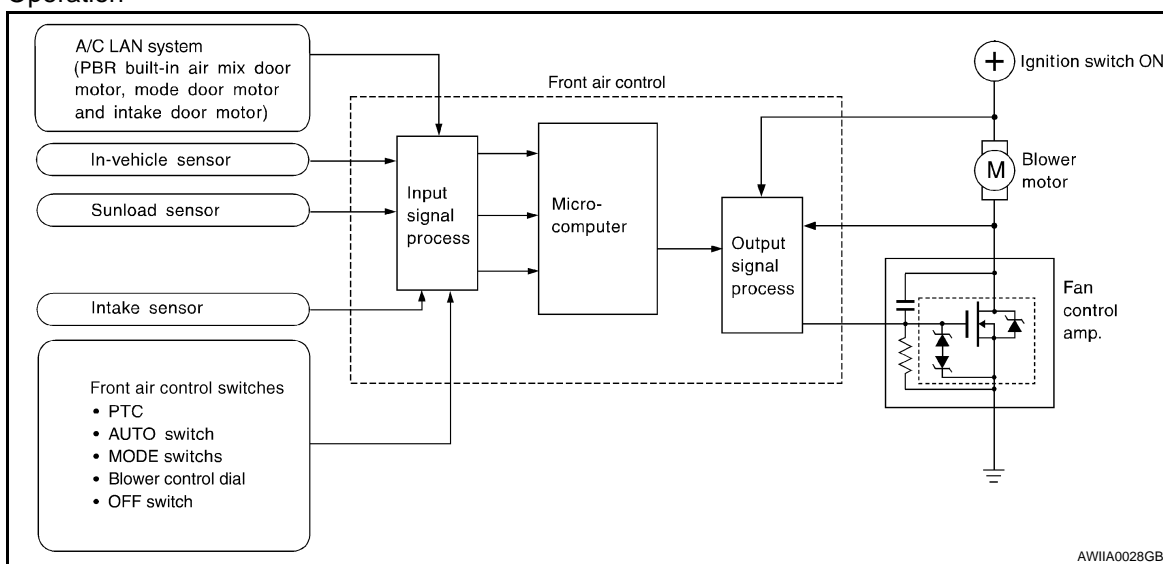 Operation
A/C LAN system
(PBR built-in air mix door
motor, mode door motor
and intake door motor)
In-vehicle sensor
Sunload sensor
Intake sensor
Front air control switches
• PTC
• AUTO switch
• MODE switchs
• Blower control dial
• OFF switch
Front air control
Input
signal
process
Micro-
computer
Output
signal
process
+
Ignition switch ON
M
Blower
motor
Fan
control
amp.
AWIIA0028GB